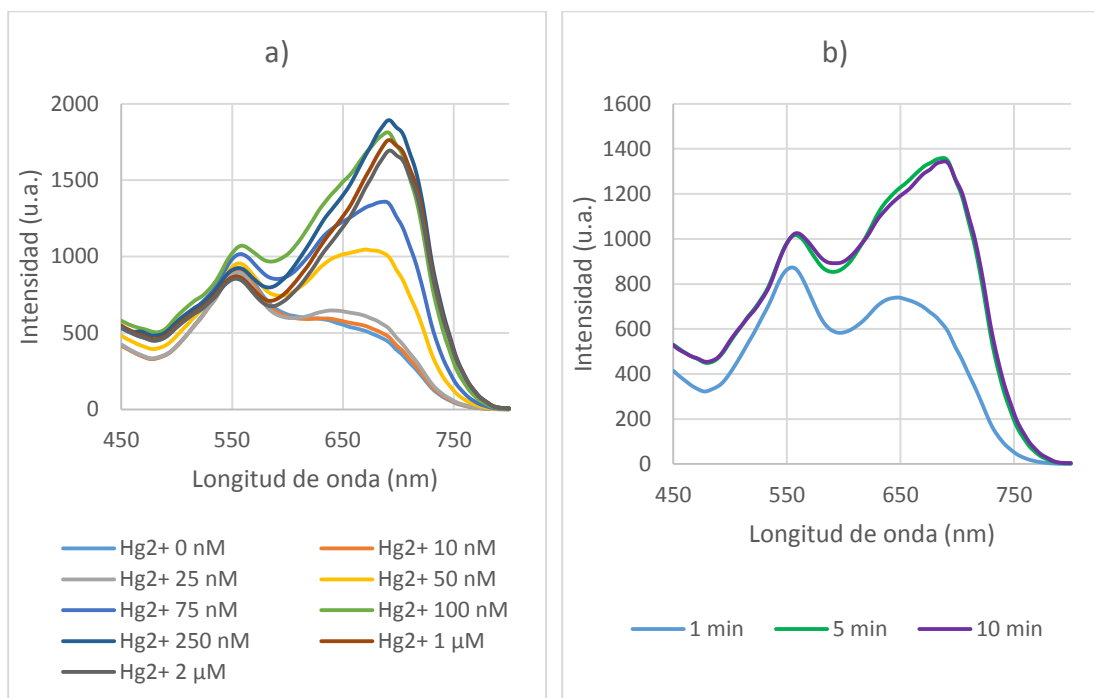 a)
Intensidad (u.a.)
2000
1500
1000
500
0
450 550 650 750
Longitud de onda (nm)
Hg2+ 0 nM Hg2+ 10 nM
Hg2+ 25 nM Hg2+ 50 nM
Hg2+ 75 nM Hg2+ 100 nM
Hg2+ 250 nM Hg2+ 1 µM
Hg2+ 2 µM
b)
Intensidad (u.a.)
1600
1400
1200
1000
800
600
400
200
0
450 550 650 750
Longitud de onda (nm)
1 min 5 min 10 min